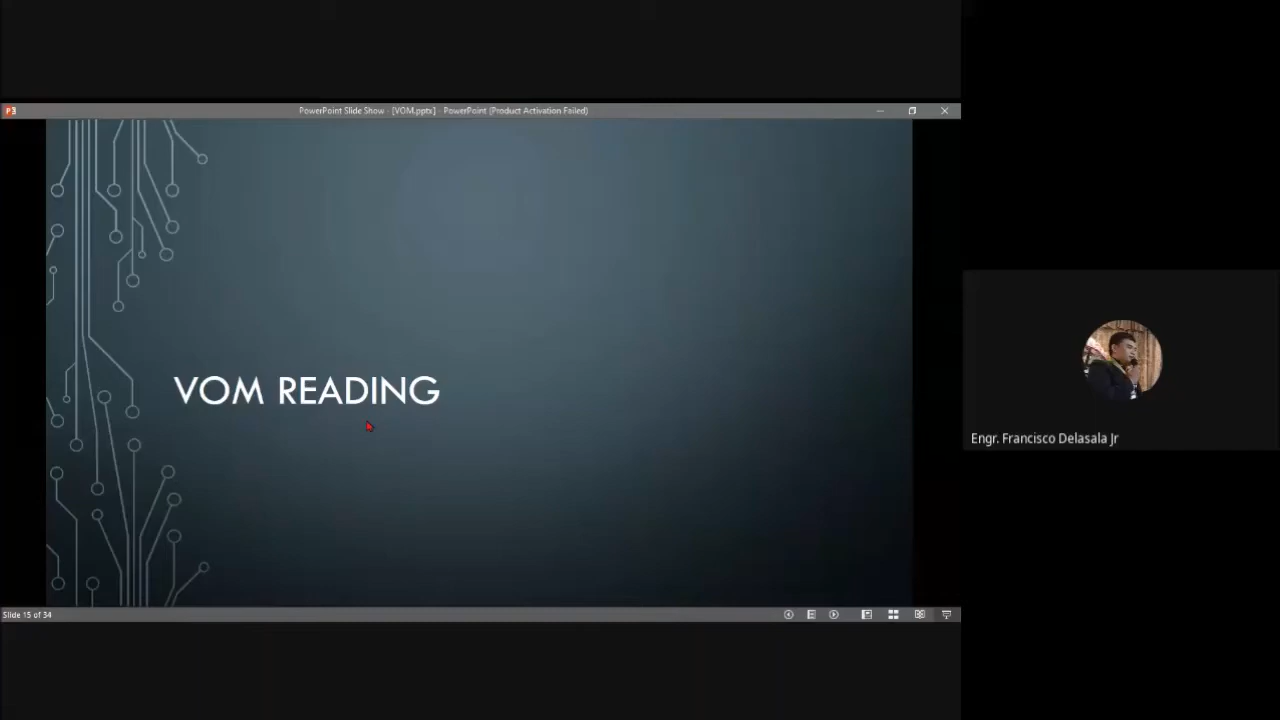 PowerPoint Slide Show - [VOM.pptx] - PowerPoint (Product Activation Failed)
VOM READING
Engr. Francisco Delasala Jr
Slide 15 of 34